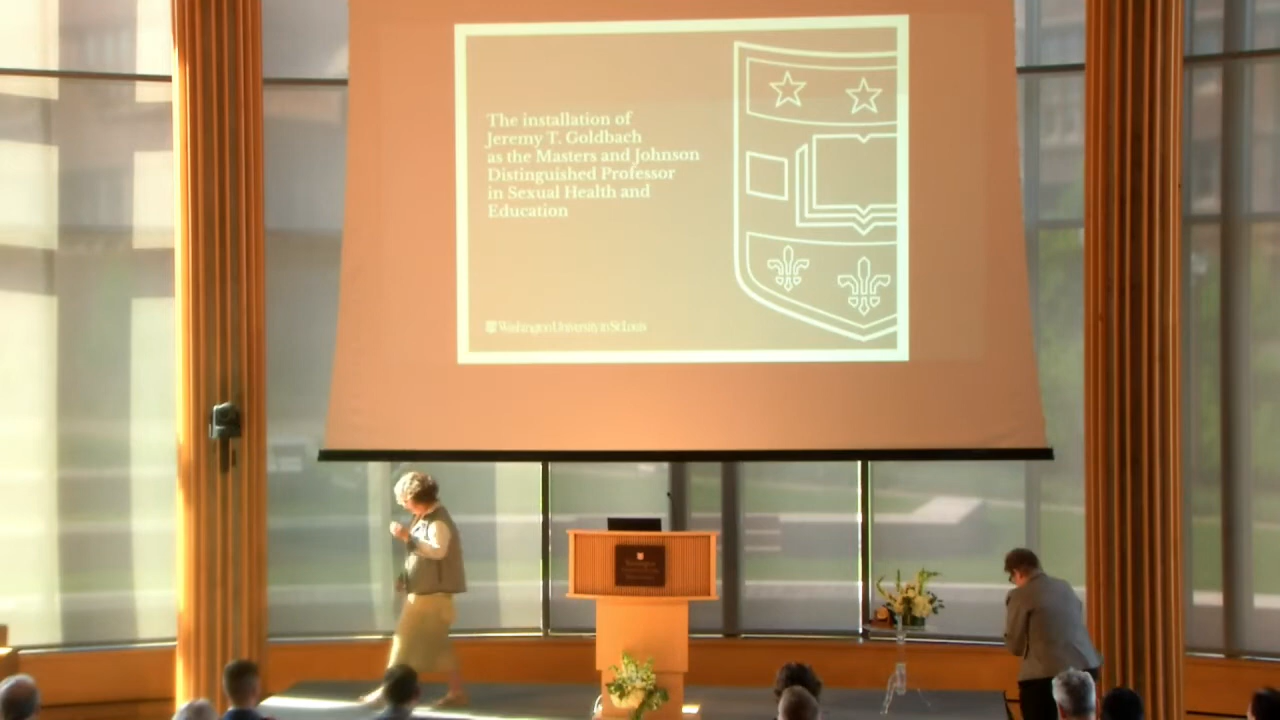 The installation of
Jeremy T. Goldbach
as the Masters and Johnson
Distinguished Professor
in Sexual Health and
Education
Washington University in St. Louis